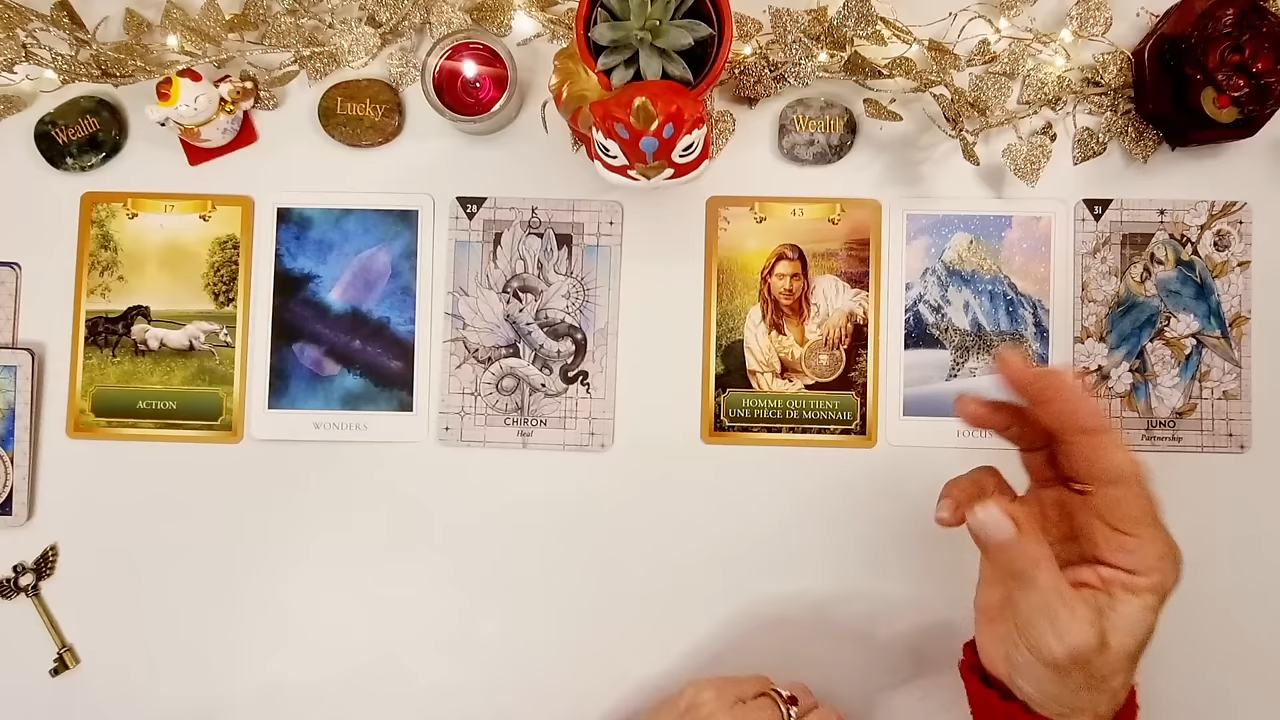 Wealth
Lucky
Wealth
17
ACTION
WONDERS
28
CHIRON
Heal
43
HOMME QUI TIENT
UNE PIÈCE DE MONNAIE
FOCUS
31
JUNO
Partnership